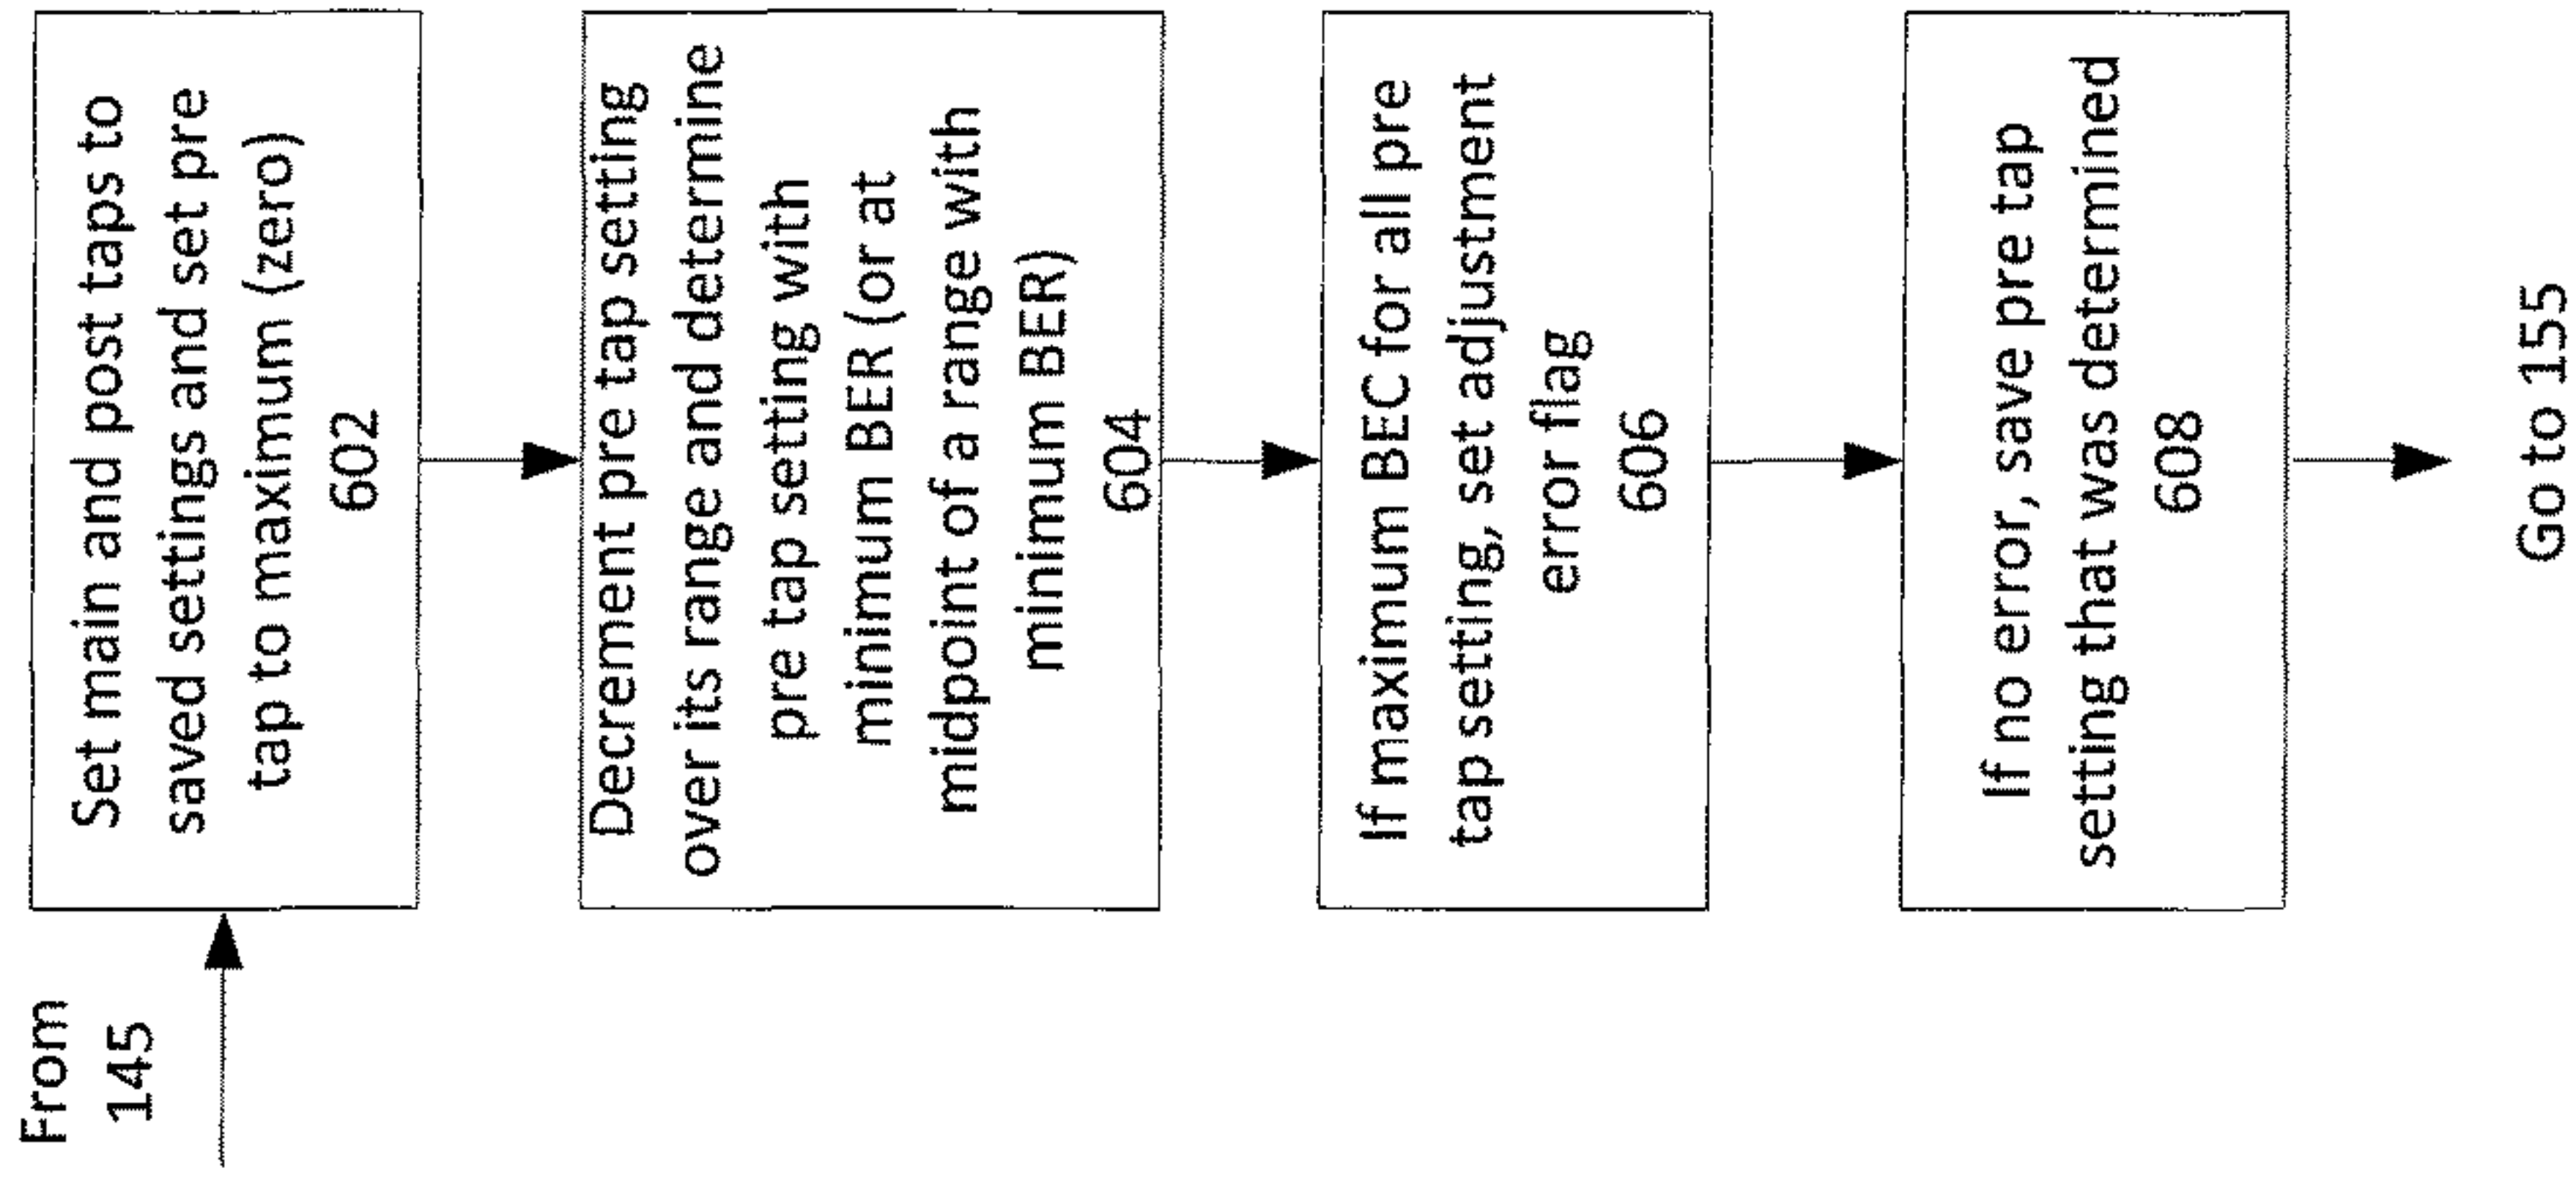 From
145
Set main and post taps to
saved settings and set pre
tap to maximum (zero)
602
Decrement pre tap setting
over its range and determine
pre tap setting with
minimum BER (or at
midpoint of a range with
minimum BER)
604
If maximum BEC for all pre
tap setting, set adjustment
error flag
606
If no error, save pre tap
setting that was determined
608
Go to 155